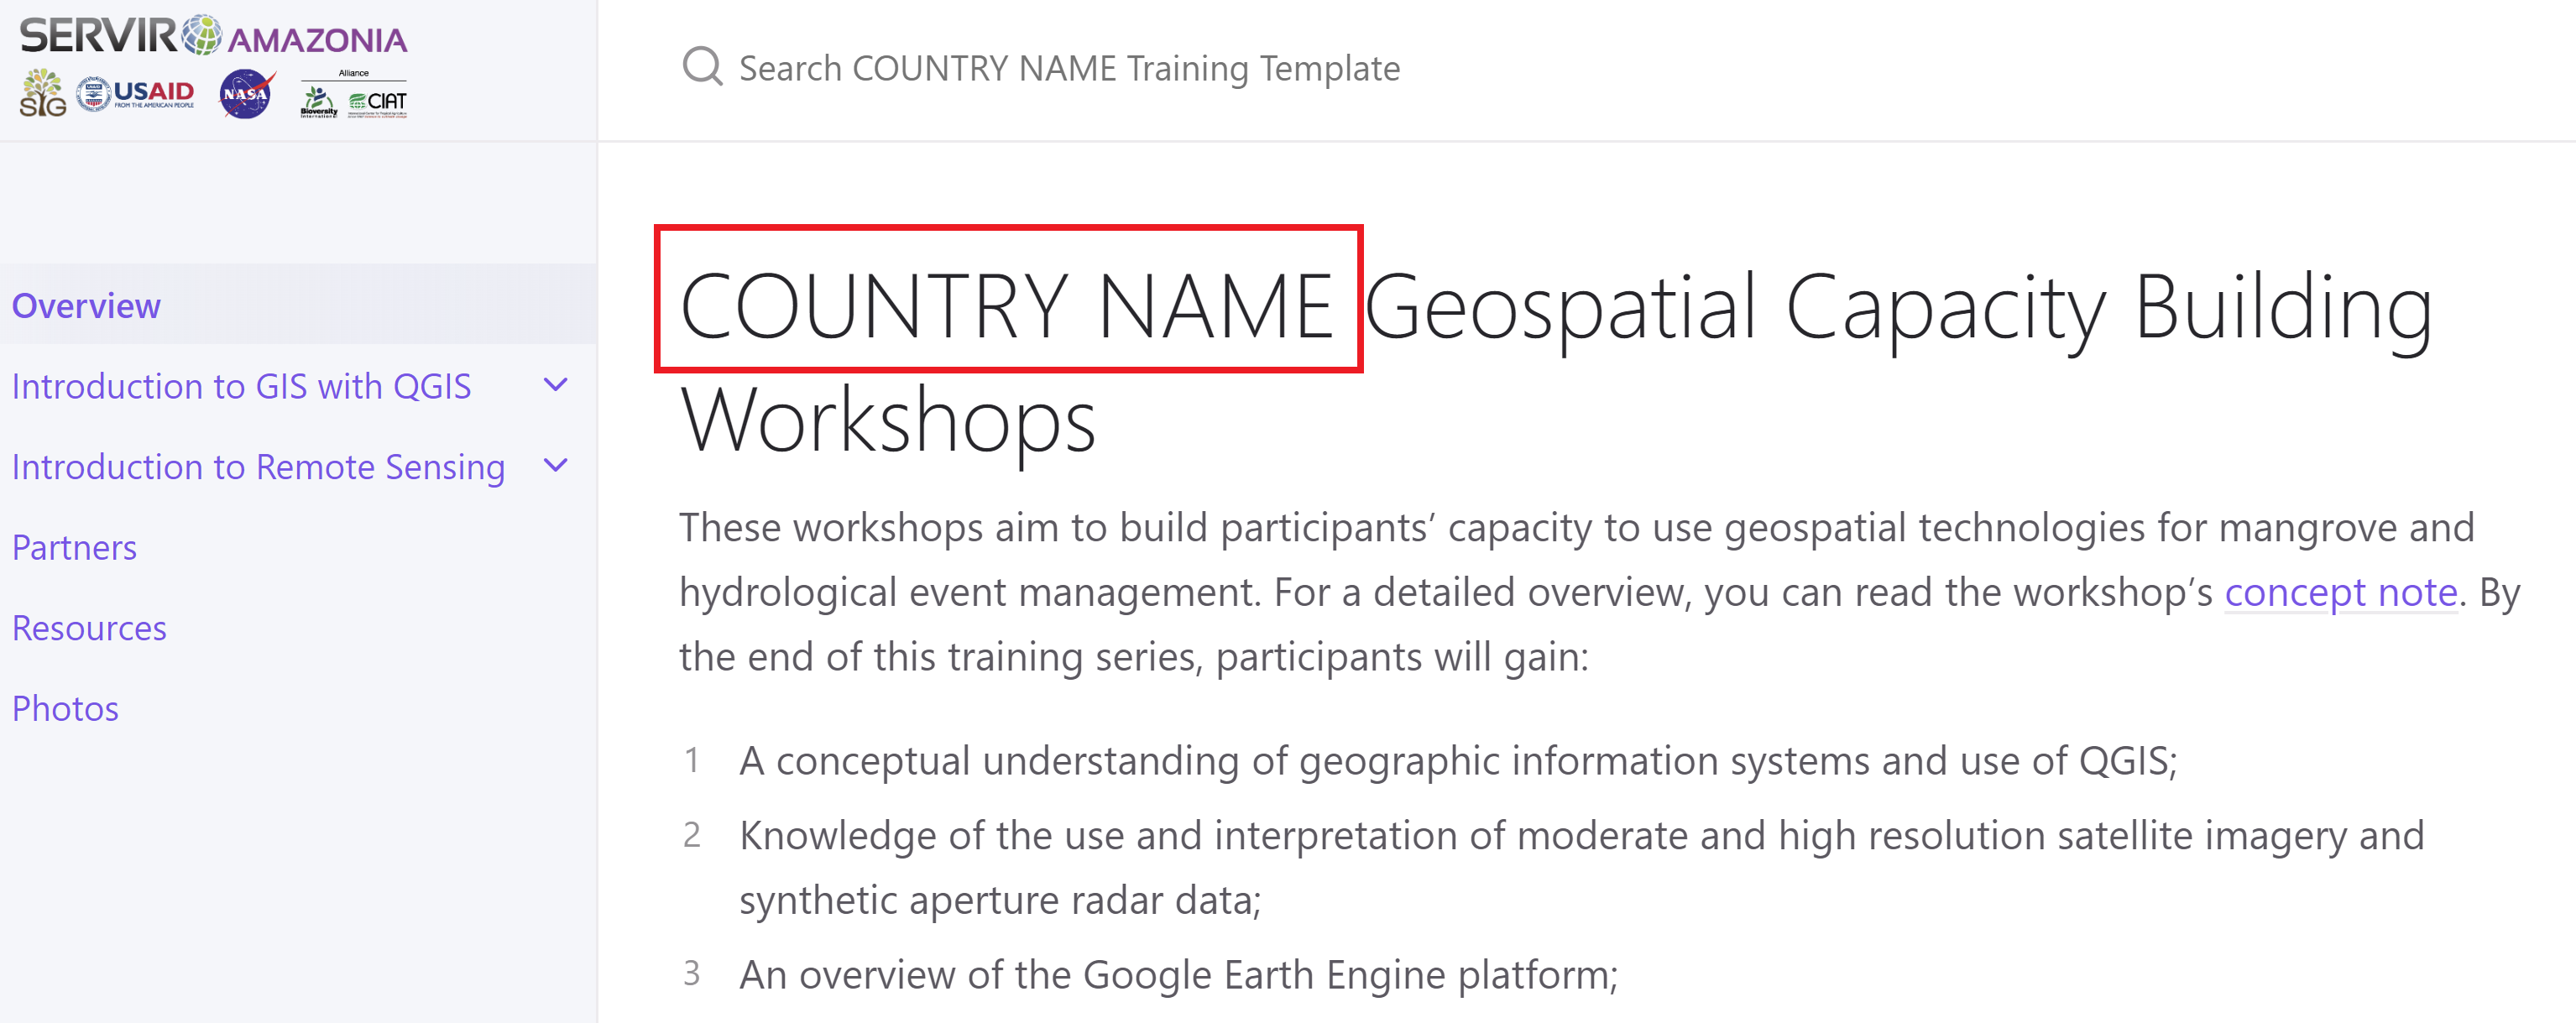 SERVIR AMAZONIA
SIG
USAID
FROM THE AMERICAN PEOPLE
NASA
Alliance
Bioversity
International
CIAT
Search COUNTRY NAME Training Template
Overview
Introduction to GIS with QGIS
Introduction to Remote Sensing
Partners
Resources
Photos
COUNTRY NAME Geospatial Capacity Building
Workshops
These workshops aim to build participants’ capacity to use geospatial technologies for mangrove and
hydrological event management. For a detailed overview, you can read the workshop’s concept note. By
the end of this training series, participants will gain:
1 A conceptual understanding of geographic information systems and use of QGIS;
2 Knowledge of the use and interpretation of moderate and high resolution satellite imagery and
synthetic aperture radar data;
3 An overview of the Google Earth Engine platform;